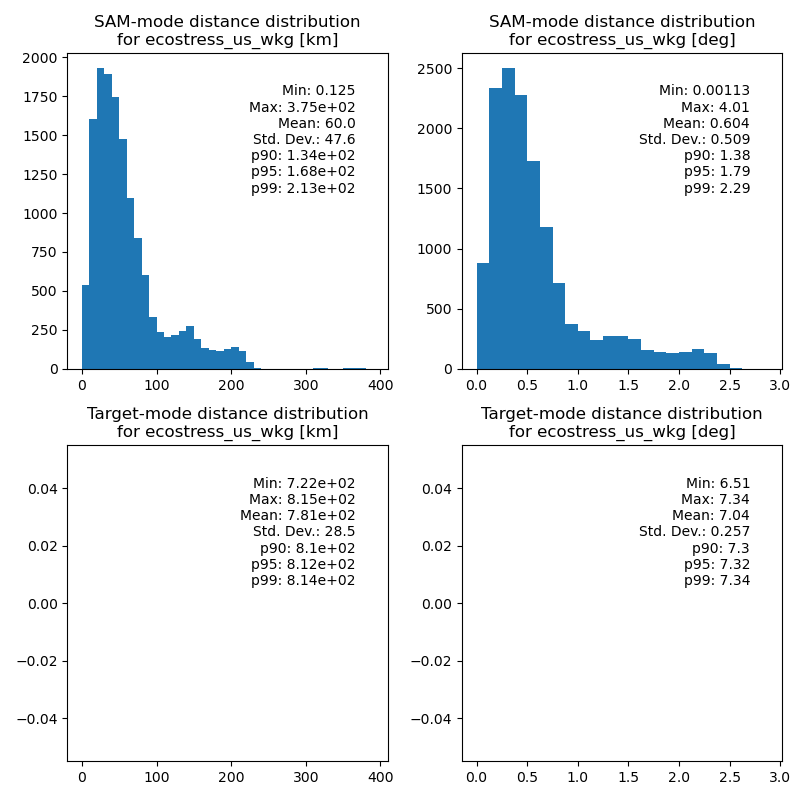 SAM-mode distance distribution
for ecostress_us_wkg [km]
2000
1750
1500
1250
1000
750
500
250
0
Min: 0.125
Max: 3.75e+02
Mean: 60.0
Std. Dev.: 47.6
p90: 1.34e+02
p95: 1.68e+02
p99: 2.13e+02
0
100
200
300
400
SAM-mode distance distribution
for ecostress_us_wkg [deg]
2500
2000
1500
1000
500
0
Min: 0.00113
Max: 4.01
Mean: 0.604
Std. Dev.: 0.509
p90: 1.38
p95: 1.79
p99: 2.29
0.0
0.5
1.0
1.5
2.0
2.5
3.0
Target-mode distance distribution
for ecostress_us_wkg [km]
0.04
0.02
0.00
−0.02
−0.04
Min: 7.22e+02
Max: 8.15e+02
Mean: 7.81e+02
Std. Dev.: 28.5
p90: 8.1e+02
p95: 8.12e+02
p99: 8.14e+02
0
100
200
300
400
Target-mode distance distribution
for ecostress_us_wkg [deg]
0.04
0.02
0.00
−0.02
−0.04
Min: 6.51
Max: 7.34
Mean: 7.04
Std. Dev.: 0.257
p90: 7.3
p95: 7.32
p99: 7.34
0.0
0.5
1.0
1.5
2.0
2.5
3.0